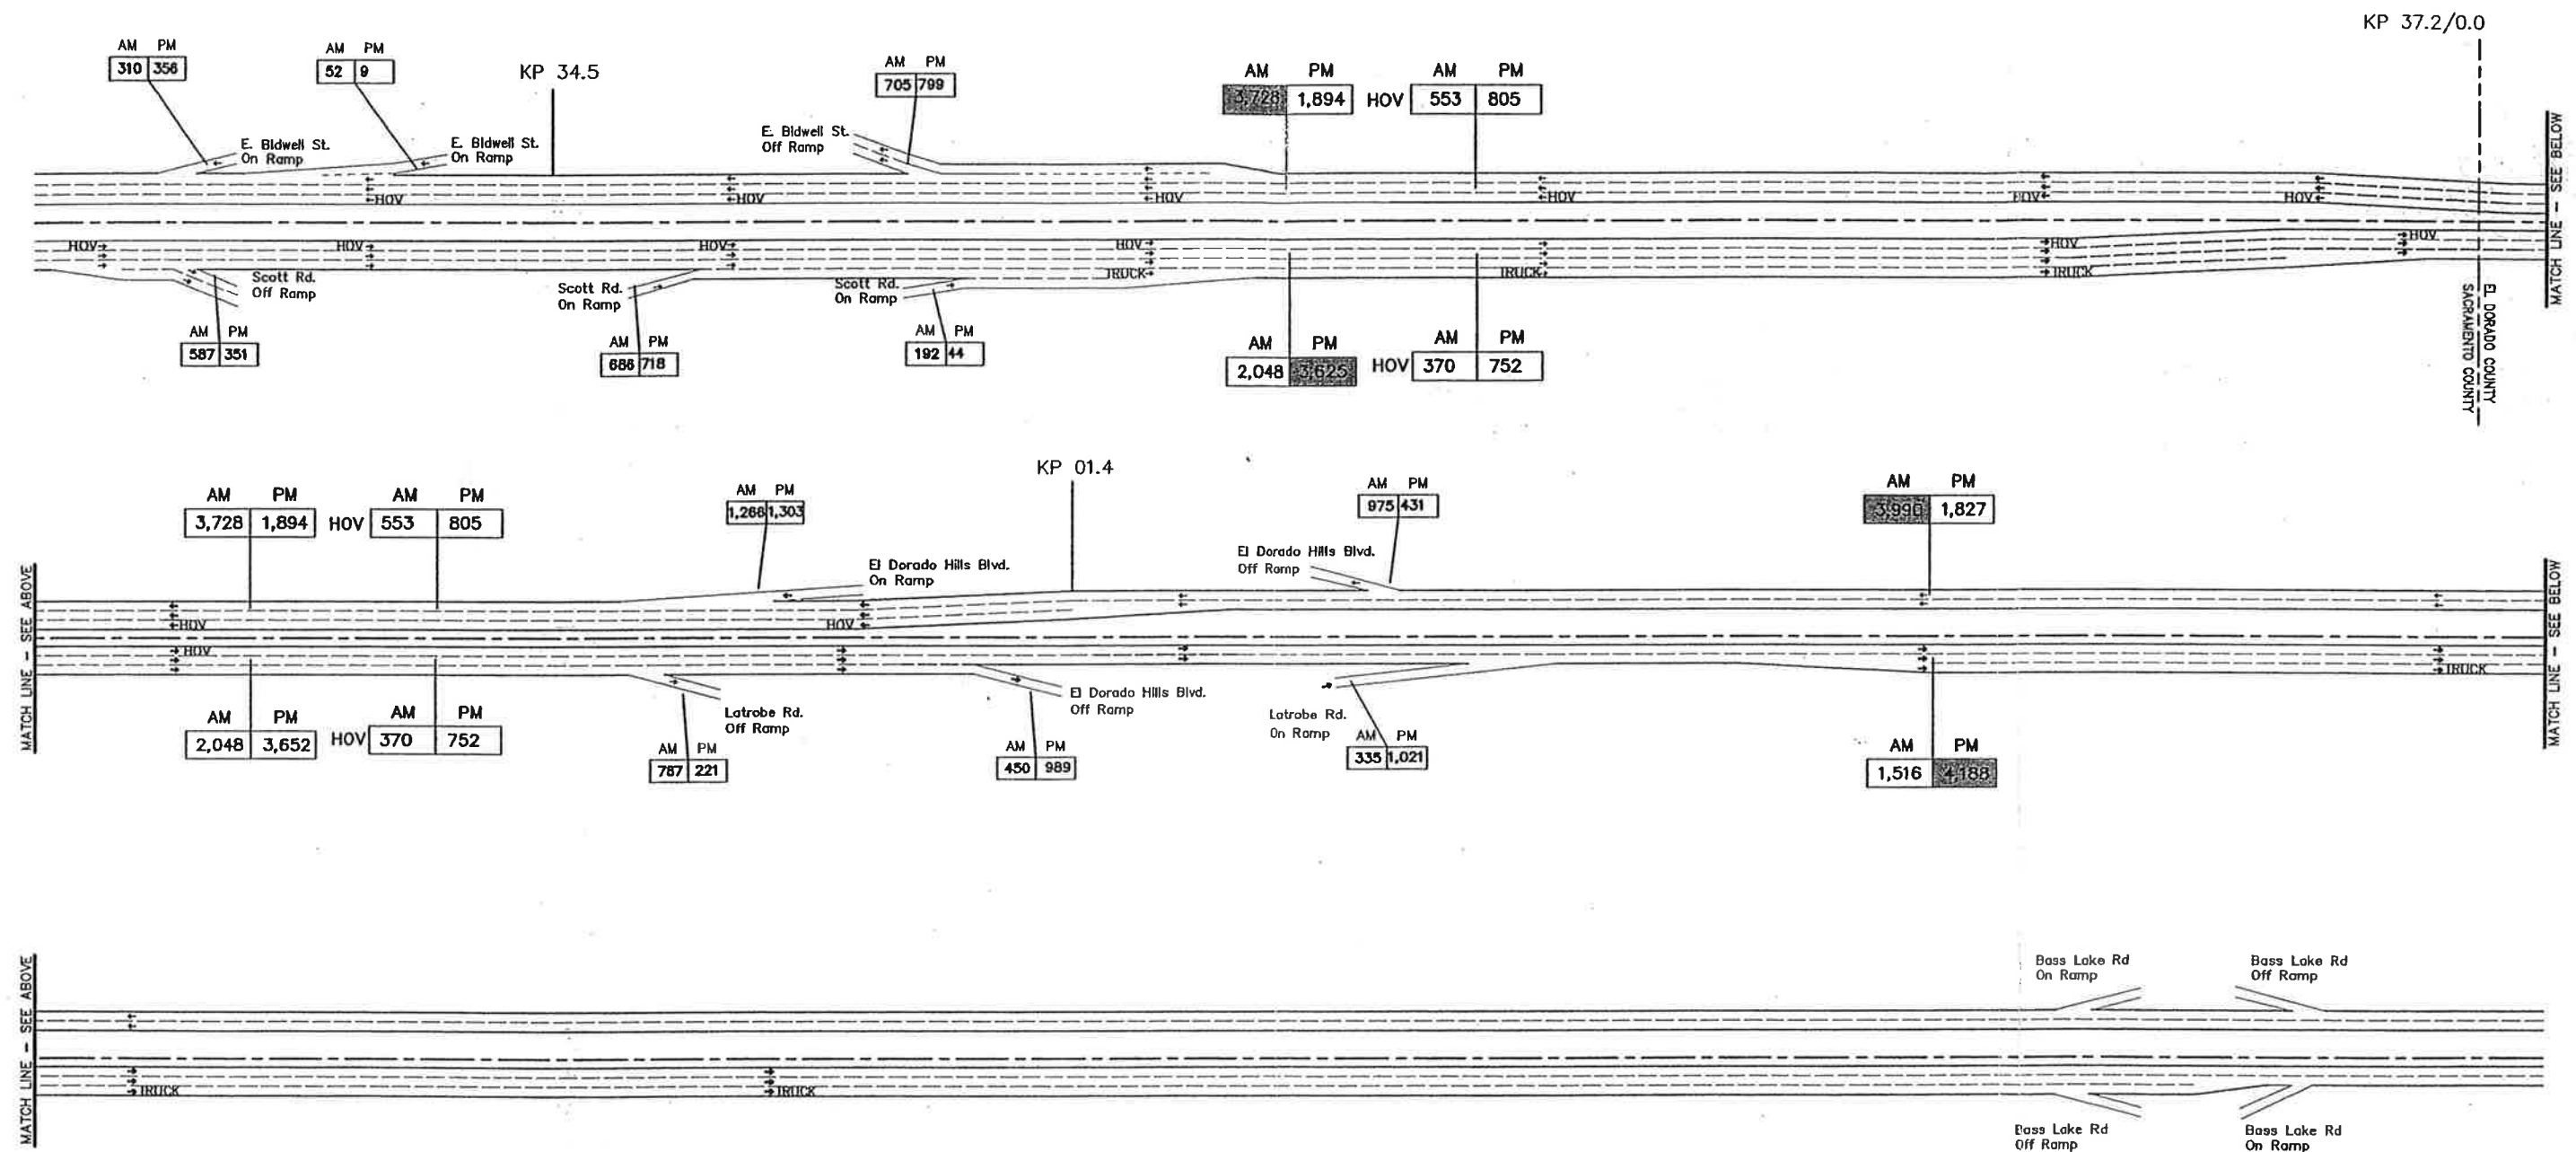 KP 37.2/0.0
AM PM
310 356
AM PM
52 9
KP 34.5
AM PM
705 799
AM PM
3,728 1,894
HOV
AM PM
553 805
E. Bidwell St.
On Ramp
E. Bidwell St.
On Ramp
E. Bidwell St.
Off Ramp
HOV
HOV
HOV
HOV
HOV
HOV
MATCH LINE - SEE BELOW
HOV
HOV
HOV
HOV
HOV
HOV
TRUCK
TRUCK
TRUCK
Scott Rd.
Off Ramp
Scott Rd.
On Ramp
Scott Rd.
On Ramp
AM PM
587 351
AM PM
686 718
AM PM
192 44
AM PM
2,048 3,625
HOV
AM PM
370 752
EL DORADO COUNTY
SACRAMENTO COUNTY
KP 01.4
AM PM
3,728 1,894
HOV
AM PM
553 805
AM PM
1,266 1,303
AM PM
975 431
AM PM
3,990 1,827
El Dorado Hills Blvd.
On Ramp
El Dorado Hills Blvd.
Off Ramp
MATCH LINE - SEE ABOVE
HOV
HOV
HOV
TRUCK
MATCH LINE - SEE BELOW
Latrobe Rd.
Off Ramp
El Dorado Hills Blvd.
Off Ramp
Latrobe Rd.
On Ramp
AM PM
2,048 3,652
HOV
AM PM
370 752
AM PM
787 221
AM PM
450 989
AM PM
335 1,021
AM PM
1,516 4,188
MATCH LINE - SEE ABOVE
Bass Lake Rd
On Ramp
Bass Lake Rd
Off Ramp
TRUCK
TRUCK
Bass Lake Rd
Off Ramp
Bass Lake Rd
On Ramp